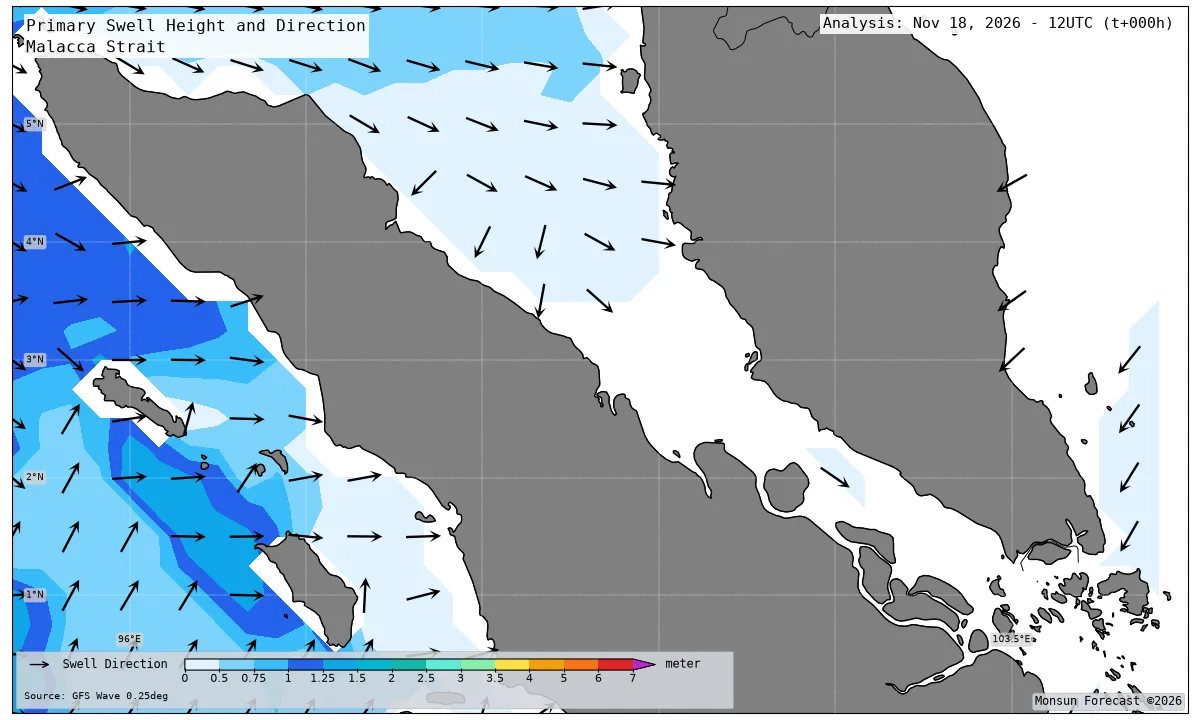 Primary Swell Height and Direction
Malacca Strait
Analysis: Nov 18, 2026 - 12UTC (t+000h)
5°N
4°N
3°N
2°N
1°N
96°E
103.5°E
Swell Direction
meter
0 0.5 0.75 1 1.25 1.5 2 2.5 3 3.5 4 5 6 7
Source: GFS Wave 0.25deg
Monsun Forecast ©2026